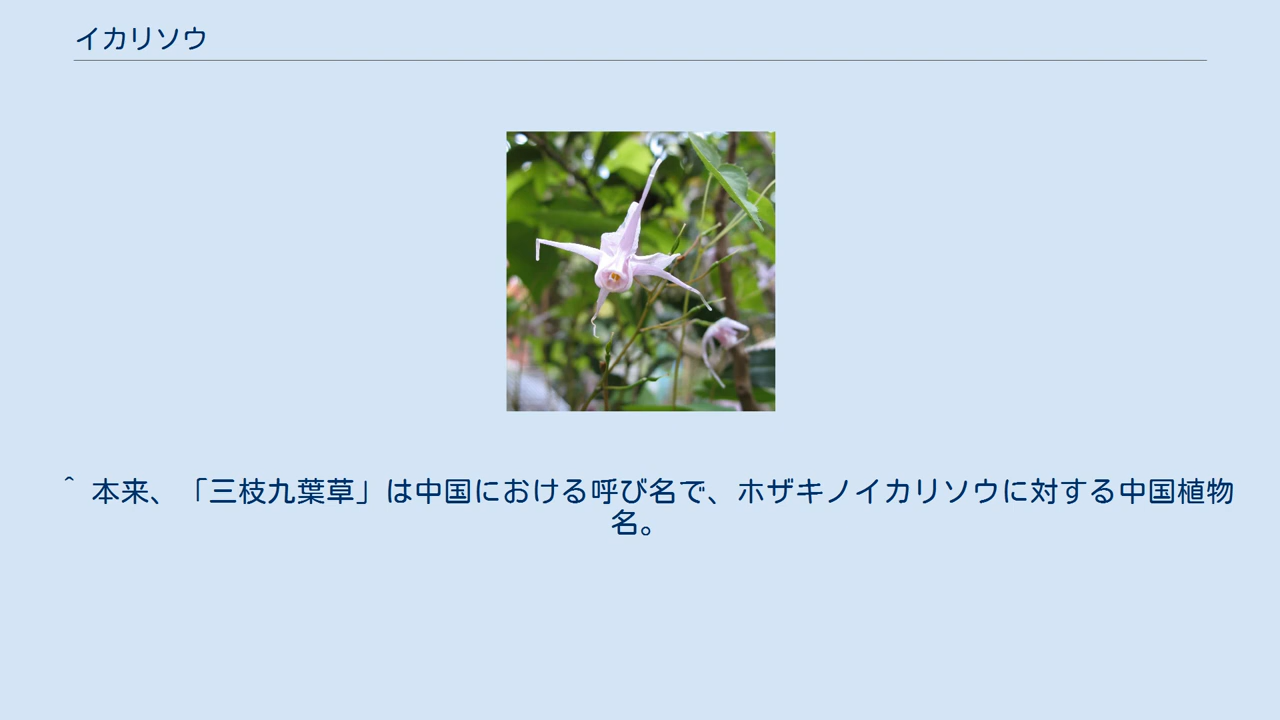 イカリソウ
^ 本来、「三枝九葉草」は中国における呼び名で、ホザキノイカリソウに対する中国植物
名。